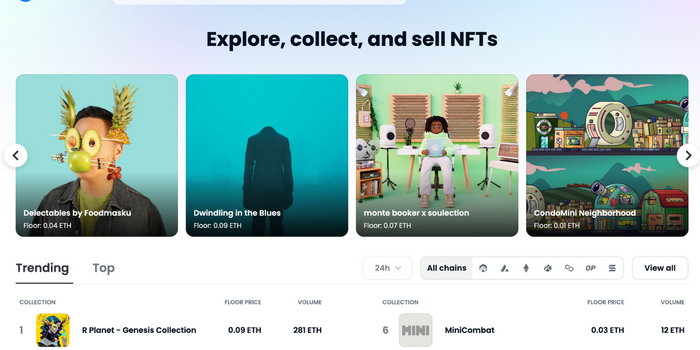 Explore, collect, and sell NFTs
Delectables by Foodmasku
Floor: 0.04 ETH
Dwindling in the Blues
Floor: 0.09 ETH
monte booker x soulection
Floor: 0.07 ETH
CondoMini Neighborhood
Floor: 0.01 ETH
Trending Top 24h All chains OP View all
COLLECTION FLOOR PRICE VOLUME COLLECTION FLOOR PRICE VOLUME
1 R Planet - Genesis Collection 0.09 ETH 281 ETH 6 MINI MiniCombat 0.03 ETH 12 ETH